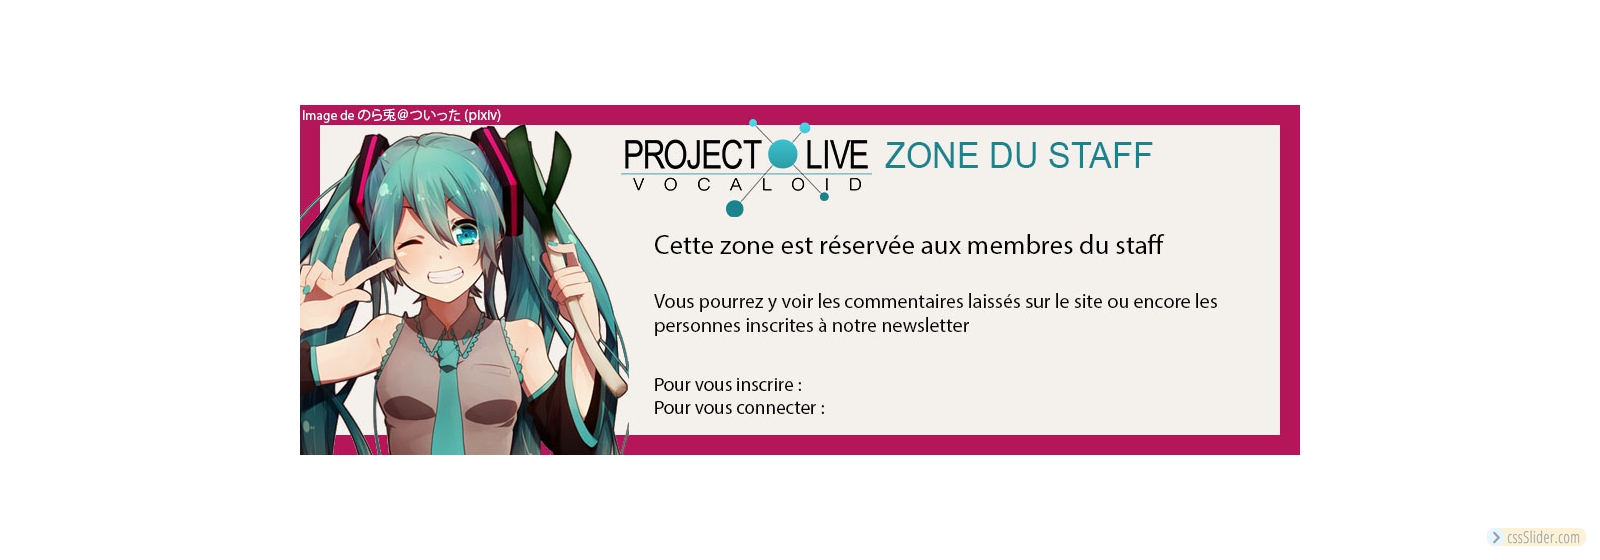 Image de のら兎＠ついった (pixiv)
PROJECT LIVE ZONE DU STAFF
VOCALOID
Cette zone est réservée aux membres du staff
Vous pourrez y voir les commentaires laissés sur le site ou encore les
personnes inscrites à notre newsletter
Pour vous inscrire :
Pour vous connecter :
cssSlider.com